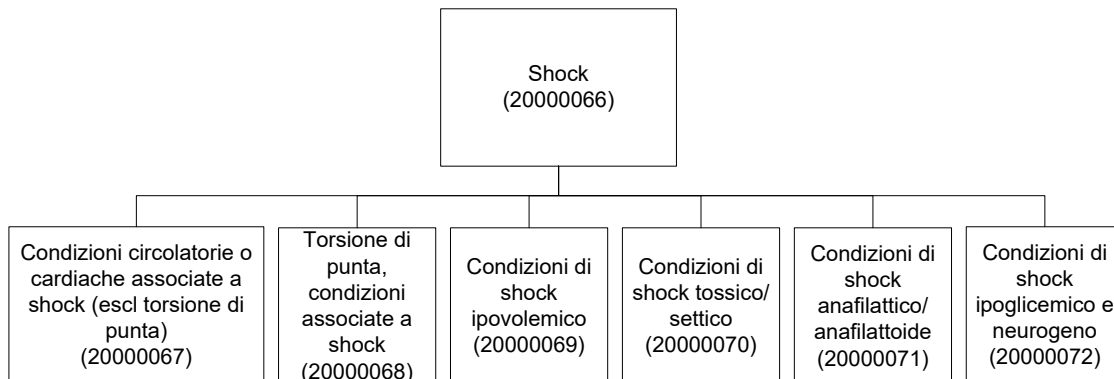 Shock
(20000066)
Condizioni circolatorie o
cardiache associate a
shock (escl torsione di
punta)
(20000067)
Torsione di
punta,
condizioni
associate a
shock
(20000068)
Condizioni di
shock
ipovolemico
(20000069)
Condizioni di
shock tossico/
settico
(20000070)
Condizioni di
shock
anafilattico/
anafilattoide
(20000071)
Condizioni di
shock
ipoglicemico e
neurogeno
(20000072)